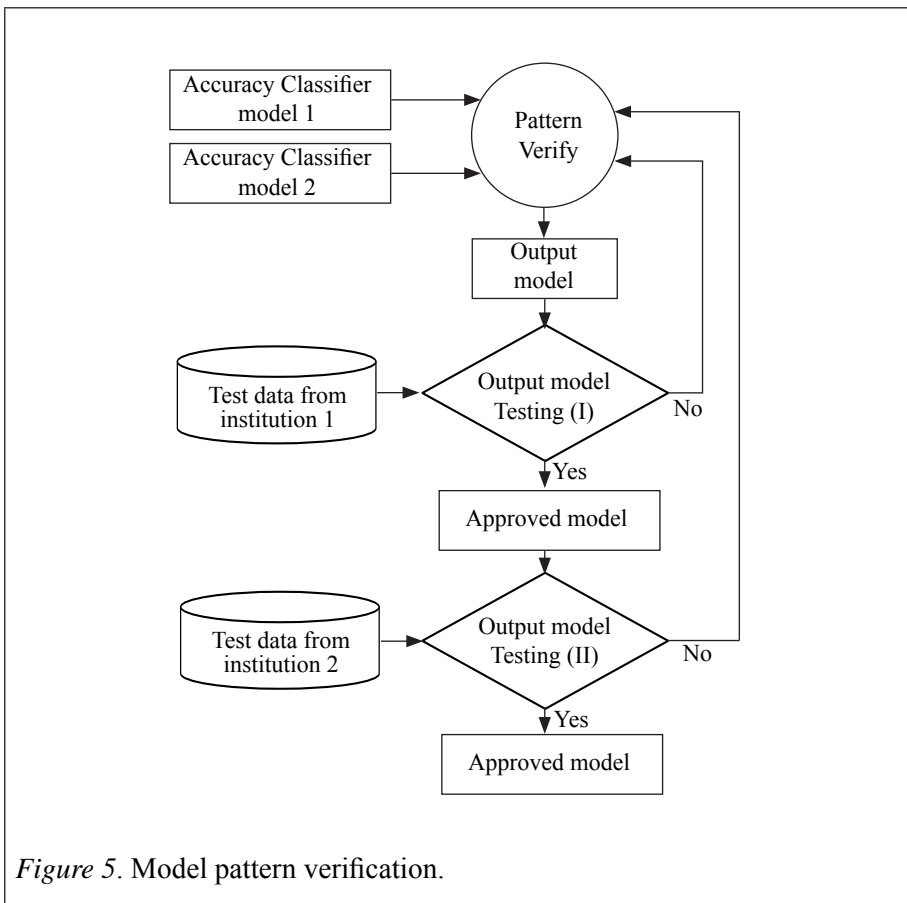 Accuracy Classifier
model 1
Pattern
Verify
Accuracy Classifier
model 2
Output
model
Test data from
institution 1
Output model
Testing (I)
No
Yes
Approved model
Test data from
institution 2
Output model
Testing (II)
No
Yes
Approved model
Figure 5. Model pattern verification.